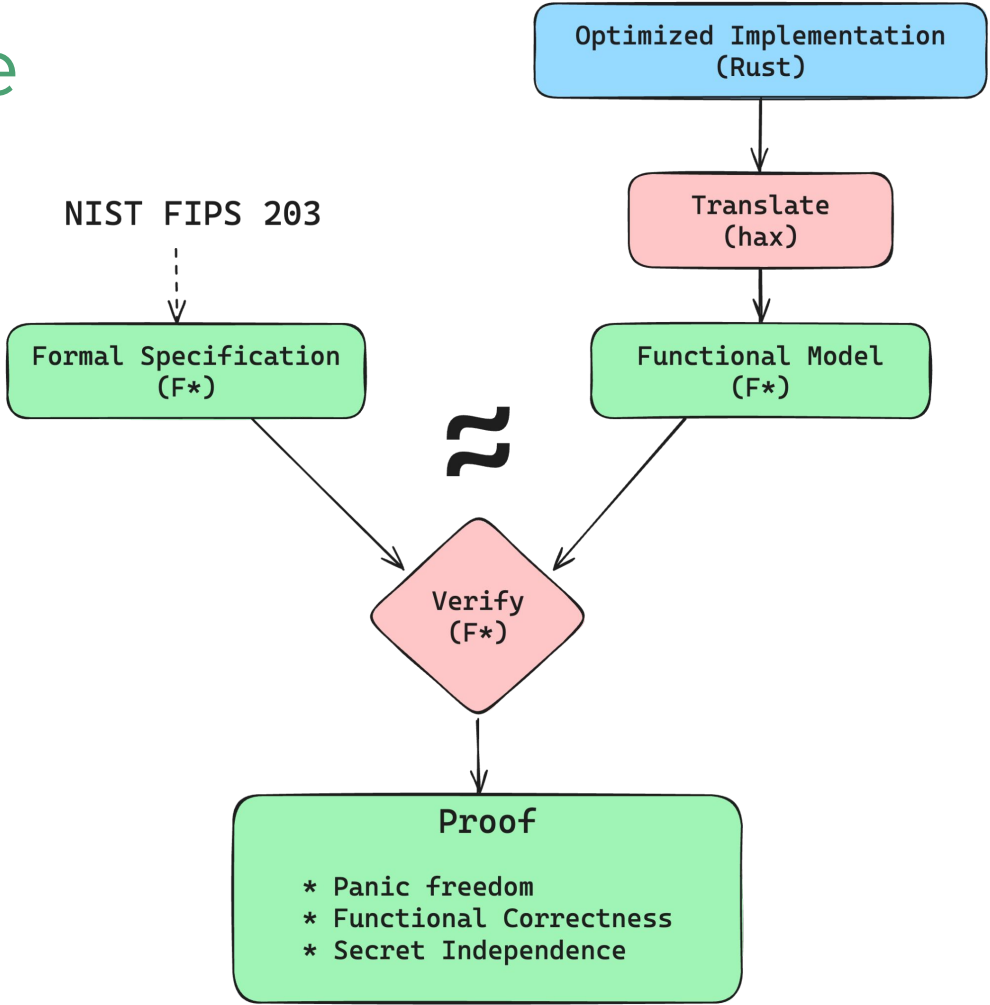 e
Optimized Implementation
(Rust)
Translate
(hax)
NIST FIPS 203
Formal Specification
(F*)
Functional Model
(F*)
≈
Verify
(F*)
Proof
* Panic freedom
* Functional Correctness
* Secret Independence